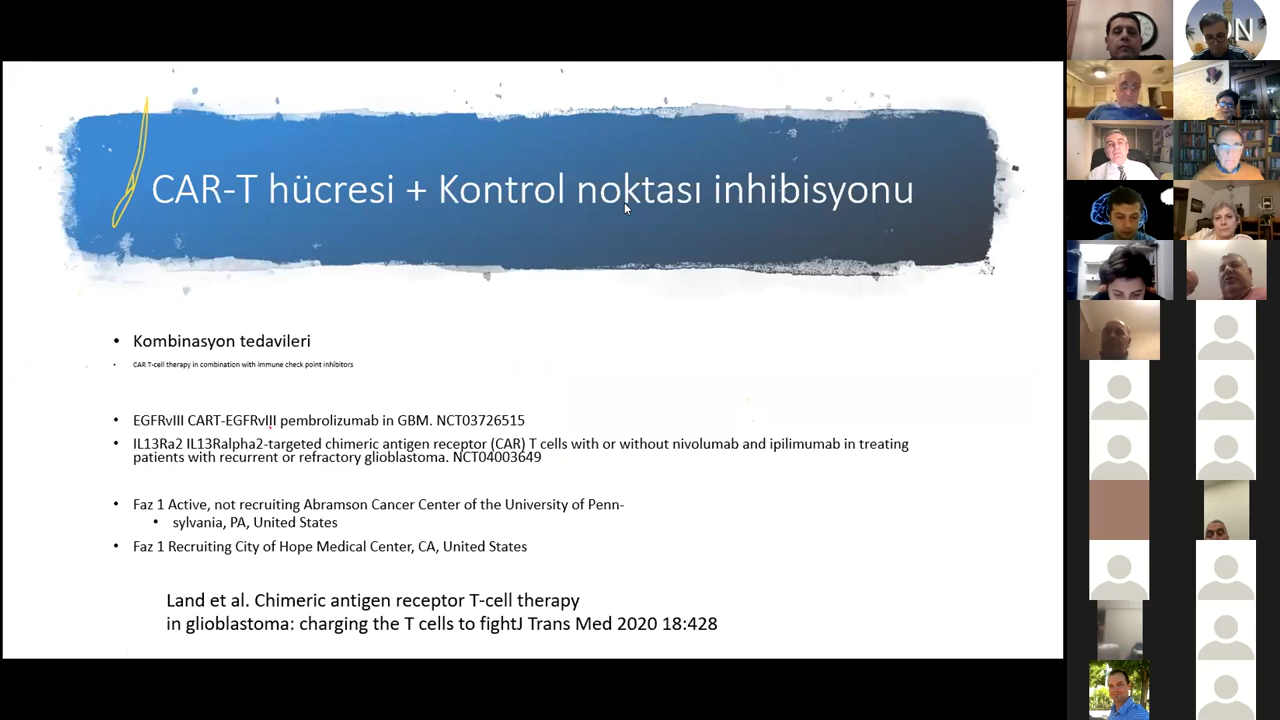 CAR-T hücresi + Kontrol noktası inhibisyonu
• Kombinasyon tedavileri
• CAR T-cell therapy in combination with immune check point inhibitors
• EGFRvIII CART-EGFRvIII pembrolizumab in GBM. NCT03726515
• IL13Ra2 IL13Ralpha2-targeted chimeric antigen receptor (CAR) T cells with or without nivolumab and ipilimumab in treating
patients with recurrent or refractory glioblastoma. NCT04003649
• Faz 1 Active, not recruiting Abramson Cancer Center of the University of Penn-
• sylvania, PA, United States
• Faz 1 Recruiting City of Hope Medical Center, CA, United States
Land et al. Chimeric antigen receptor T-cell therapy
in glioblastoma: charging the T cells to fightJ Trans Med 2020 18:428